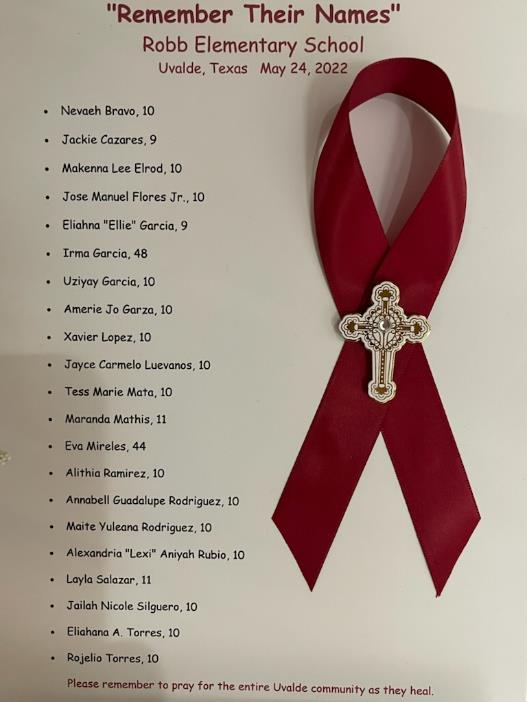 "Remember Their Names"
Robb Elementary School
Uvalde, Texas May 24, 2022
• Nevaeh Bravo, 10
• Jackie Cazares, 9
• Makenna Lee Elrod, 10
• Jose Manuel Flores Jr., 10
• Eliahna "Ellie" Garcia, 9
• Irma Garcia, 48
• Uziyay Garcia, 10
• Amerie Jo Garza, 10
• Xavier Lopez, 10
• Jayce Carmelo Luevanos, 10
• Tess Marie Mata, 10
• Maranda Mathis, 11
• Eva Mireles, 44
• Alithia Ramirez, 10
• Annabell Guadalupe Rodriguez, 10
• Maite Yuleana Rodriguez, 10
• Alexandria "Lexi" Aniyah Rubio, 10
• Layla Salazar, 11
• Jailah Nicole Silguero, 10
• Eliahana A. Torres, 10
• Rojelio Torres, 10
Please remember to pray for the entire Uvalde community as they heal.